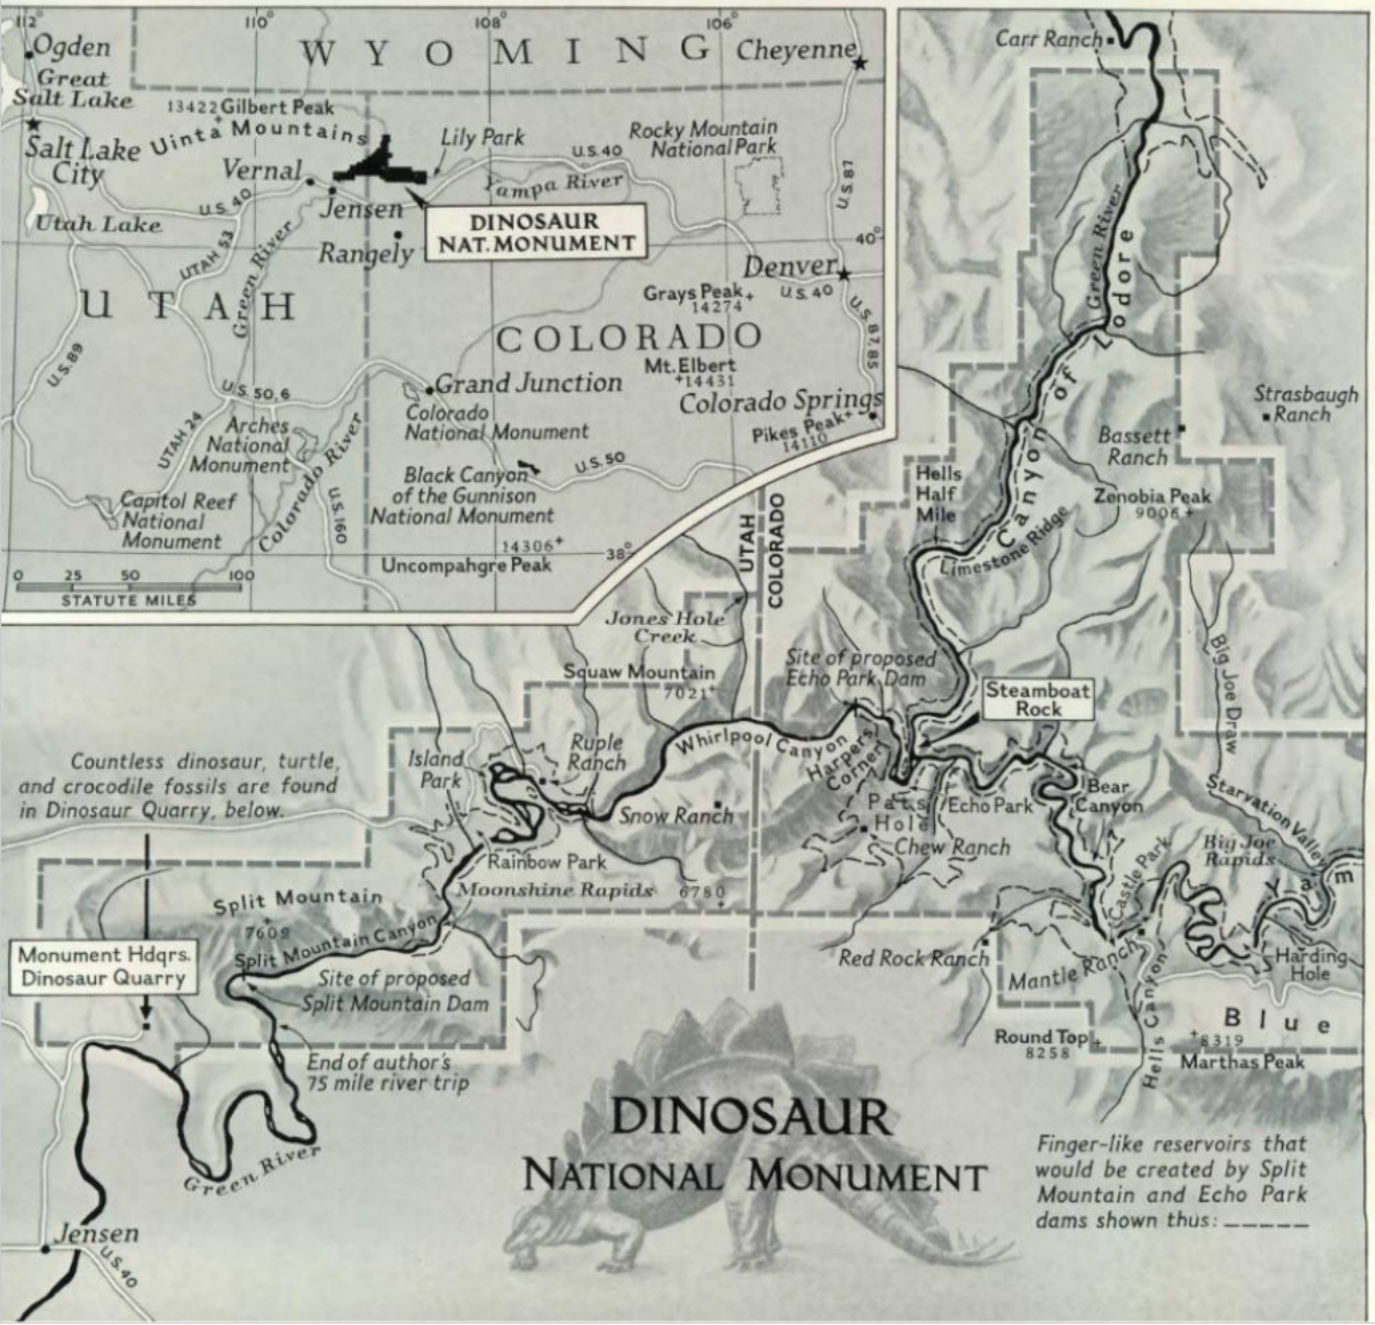 112°
110°
108°
106°
Ogden
WYOMING
Cheyenne
Great
Salt Lake
13422 Gilbert Peak
Uinta Mountains
Lily Park
Rocky Mountain
National Park
Salt Lake
City
Vernal
U.S. 40
Yampa River
U.S. 87
U.S. 40
Jensen
DINOSAUR
NAT. MONUMENT
Utah Lake
Rangely
40°
UTAH 53
Green River
Denver
U.S. 40
Grays Peak
14274
UTAH
COLORADO
U.S. 87, 85
U.S. 89
Mt. Elbert
14431
Grand Junction
Colorado Springs
U.S. 50, 6
Colorado
National Monument
Pikes Peak
14110
UTAH 24
Arches
National
Monument
Colorado River
Black Canyon
of the Gunnison
National Monument
U.S. 50
Capitol Reef
National
Monument
U.S. 160
14306
Uncompahgre Peak
38°
0 25 50 100
STATUTE MILES
Carr Ranch
Green River
Canyon of Lodore
Strasbaugh
Ranch
Bassett
Ranch
Hells
Half
Mile
Zenobia Peak
9006
Limestone Ridge
UTAH
COLORADO
Jones Hole
Creek
Big Joe Draw
Squaw Mountain
7021
Site of proposed
Echo Park Dam
Steamboat
Rock
Whirlpool Canyon
Harpers
Corner
Island
Park
Ruple
Ranch
Countless dinosaur, turtle,
and crocodile fossils are found
in Dinosaur Quarry, below.
Snow Ranch
Pats
Hole
Echo Park
Bear
Canyon
Starvation Valley
Chew Ranch
Castle Park
Big Joe
Rapids
Rainbow Park
Moonshine Rapids
6780
Split Mountain
7609
Split Mountain Canyon
Monument Hdqrs.
Dinosaur Quarry
Site of proposed
Split Mountain Dam
Red Rock Ranch
Mantle Ranch
Harding
Hole
Hells Canyon
Blue
Round Top
8258
8319
Marthas Peak
End of author's
75 mile river trip
Green River
DINOSAUR
NATIONAL MONUMENT
Finger-like reservoirs that
would be created by Split
Mountain and Echo Park
dams shown thus:
Jensen
U.S. 40